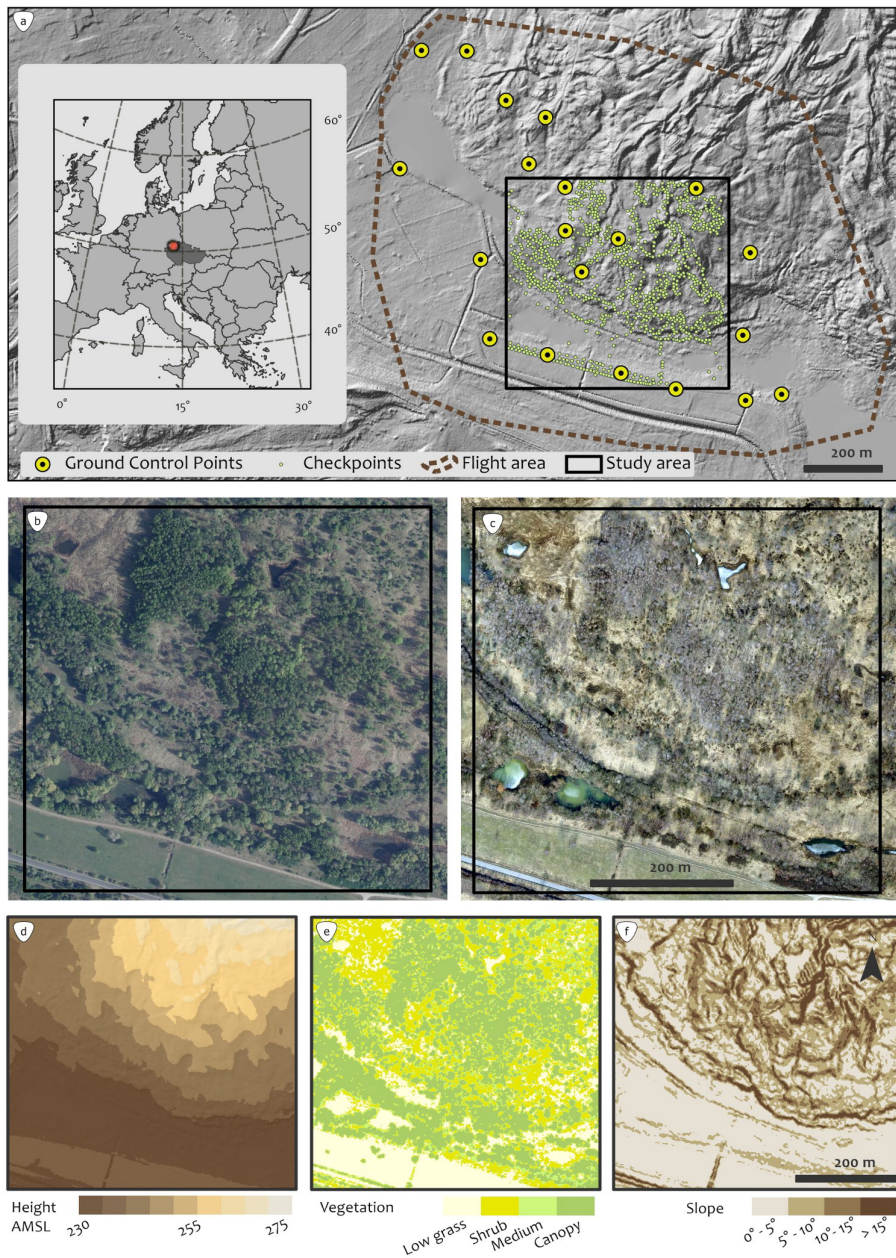 a
60°
50°
40°
0°
15°
30°
Ground Control Points
Checkpoints
Flight area
Study area
200 m
b
c
200 m
d
e
f
200 m
Height
AMSL
230
255
275
Vegetation
Low grass
Shrub
Medium
Canopy
Slope
0° - 5°
5° - 10°
10° - 15°
> 15°